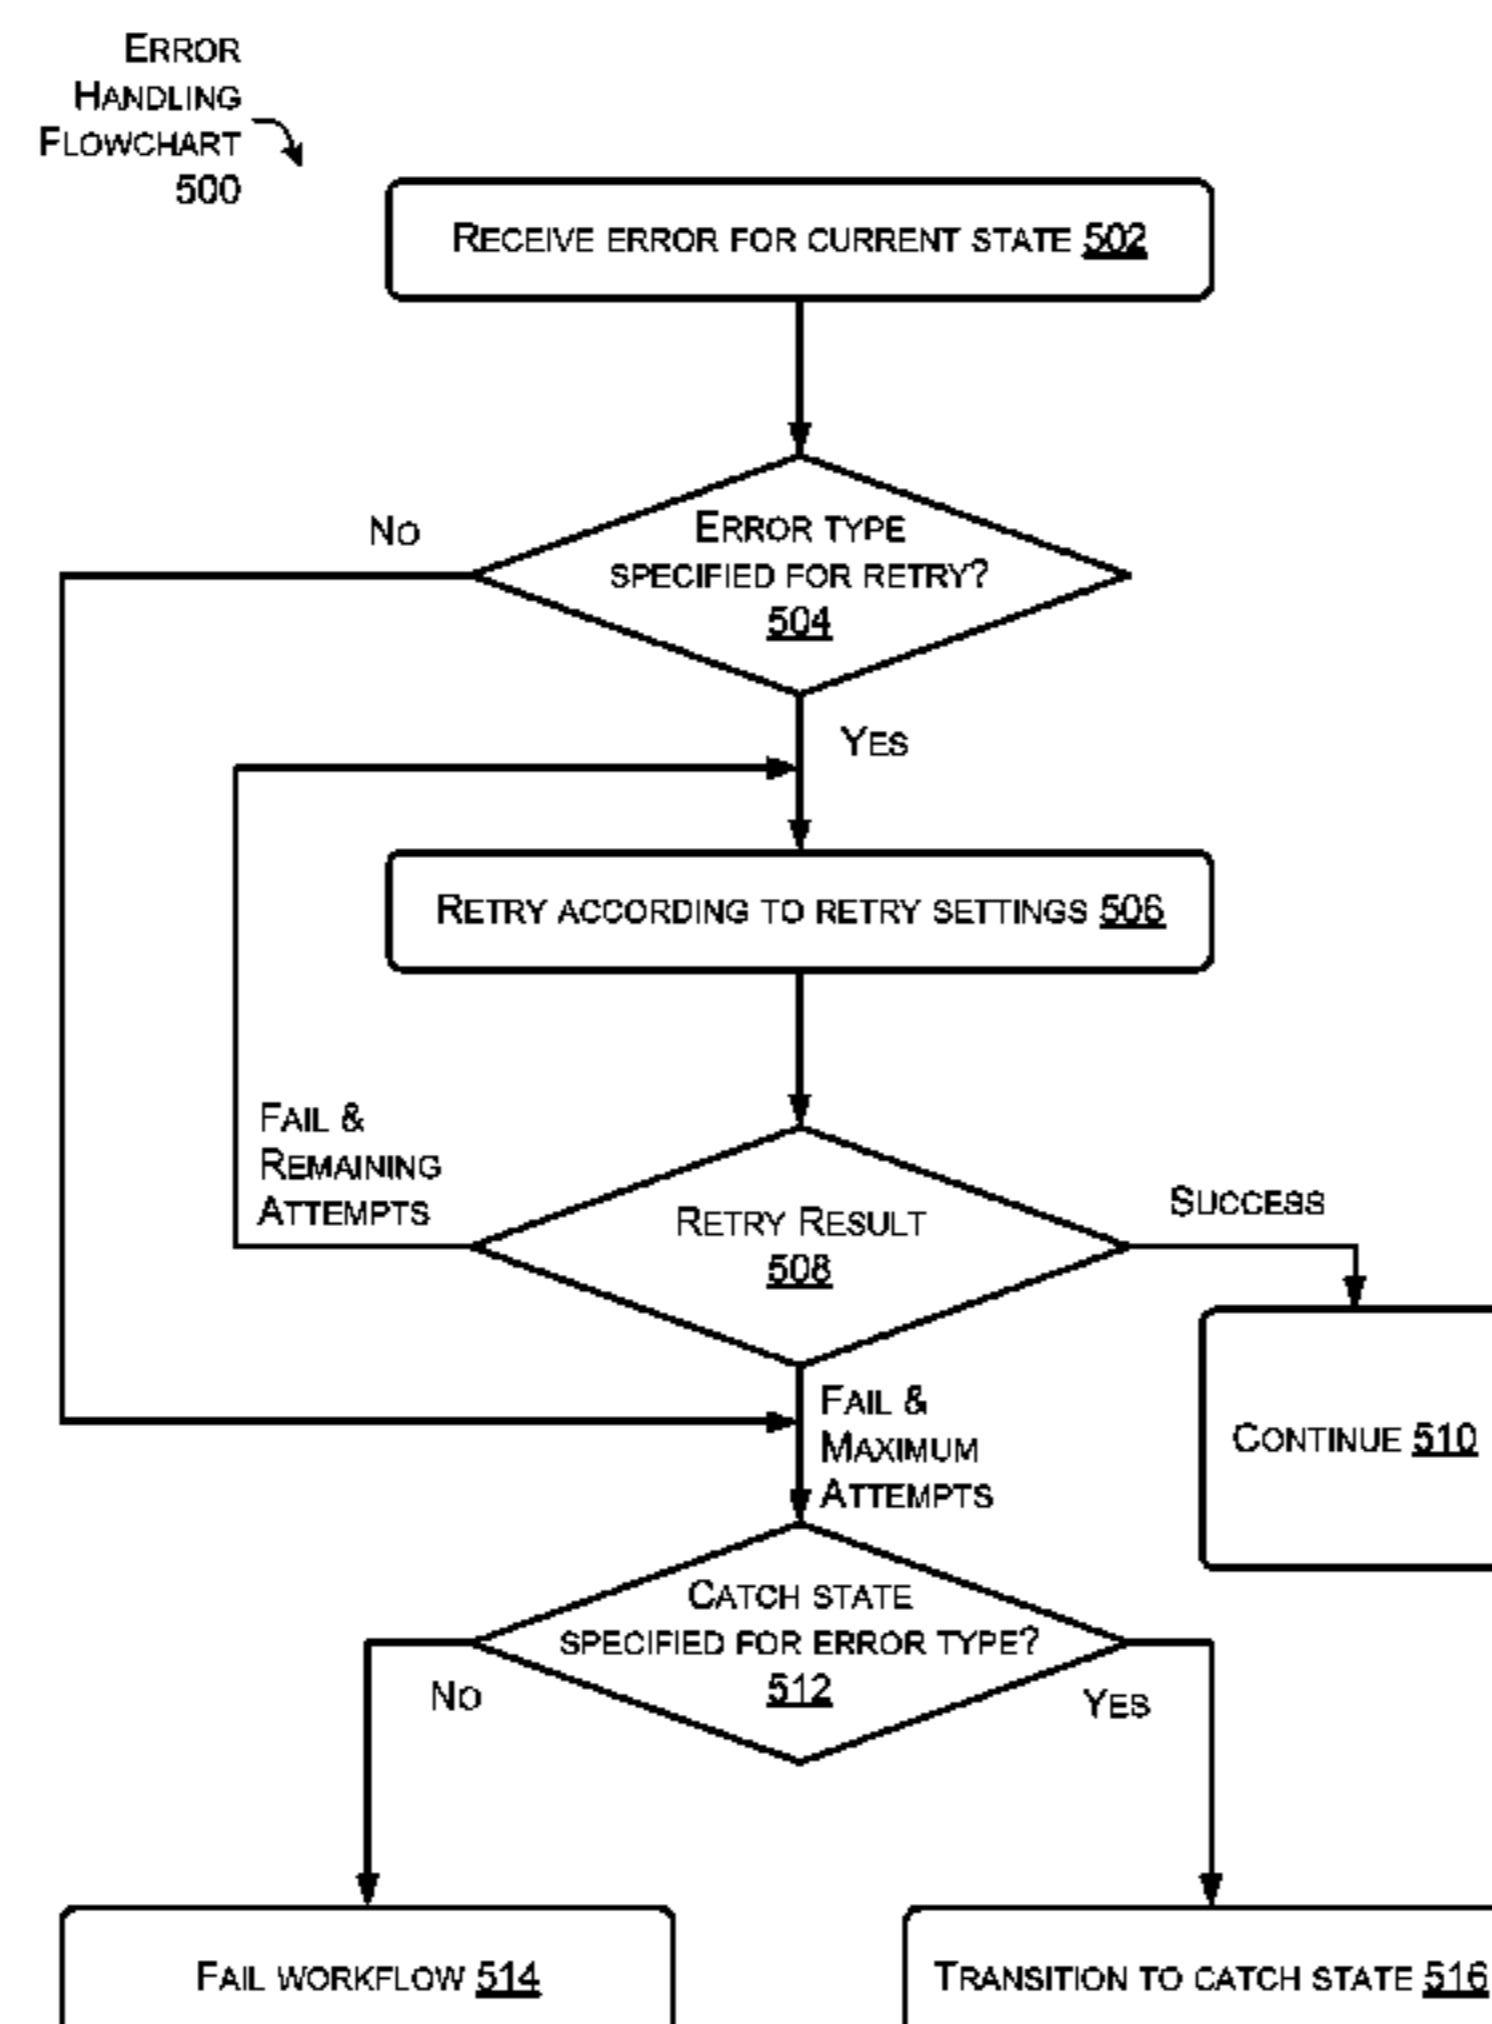 ERROR
HANDLING
FLOWCHART
500
RECEIVE ERROR FOR CURRENT STATE 502
NO
ERROR TYPE
SPECIFIED FOR RETRY?
504
YES
RETRY ACCORDING TO RETRY SETTINGS 506
FAIL &
REMAINING
ATTEMPTS
RETRY RESULT
508
SUCCESS
FAIL &
MAXIMUM
ATTEMPTS
CONTINUE 510
CATCH STATE
SPECIFIED FOR ERROR TYPE?
512
NO
YES
FAIL WORKFLOW 514
TRANSITION TO CATCH STATE 516